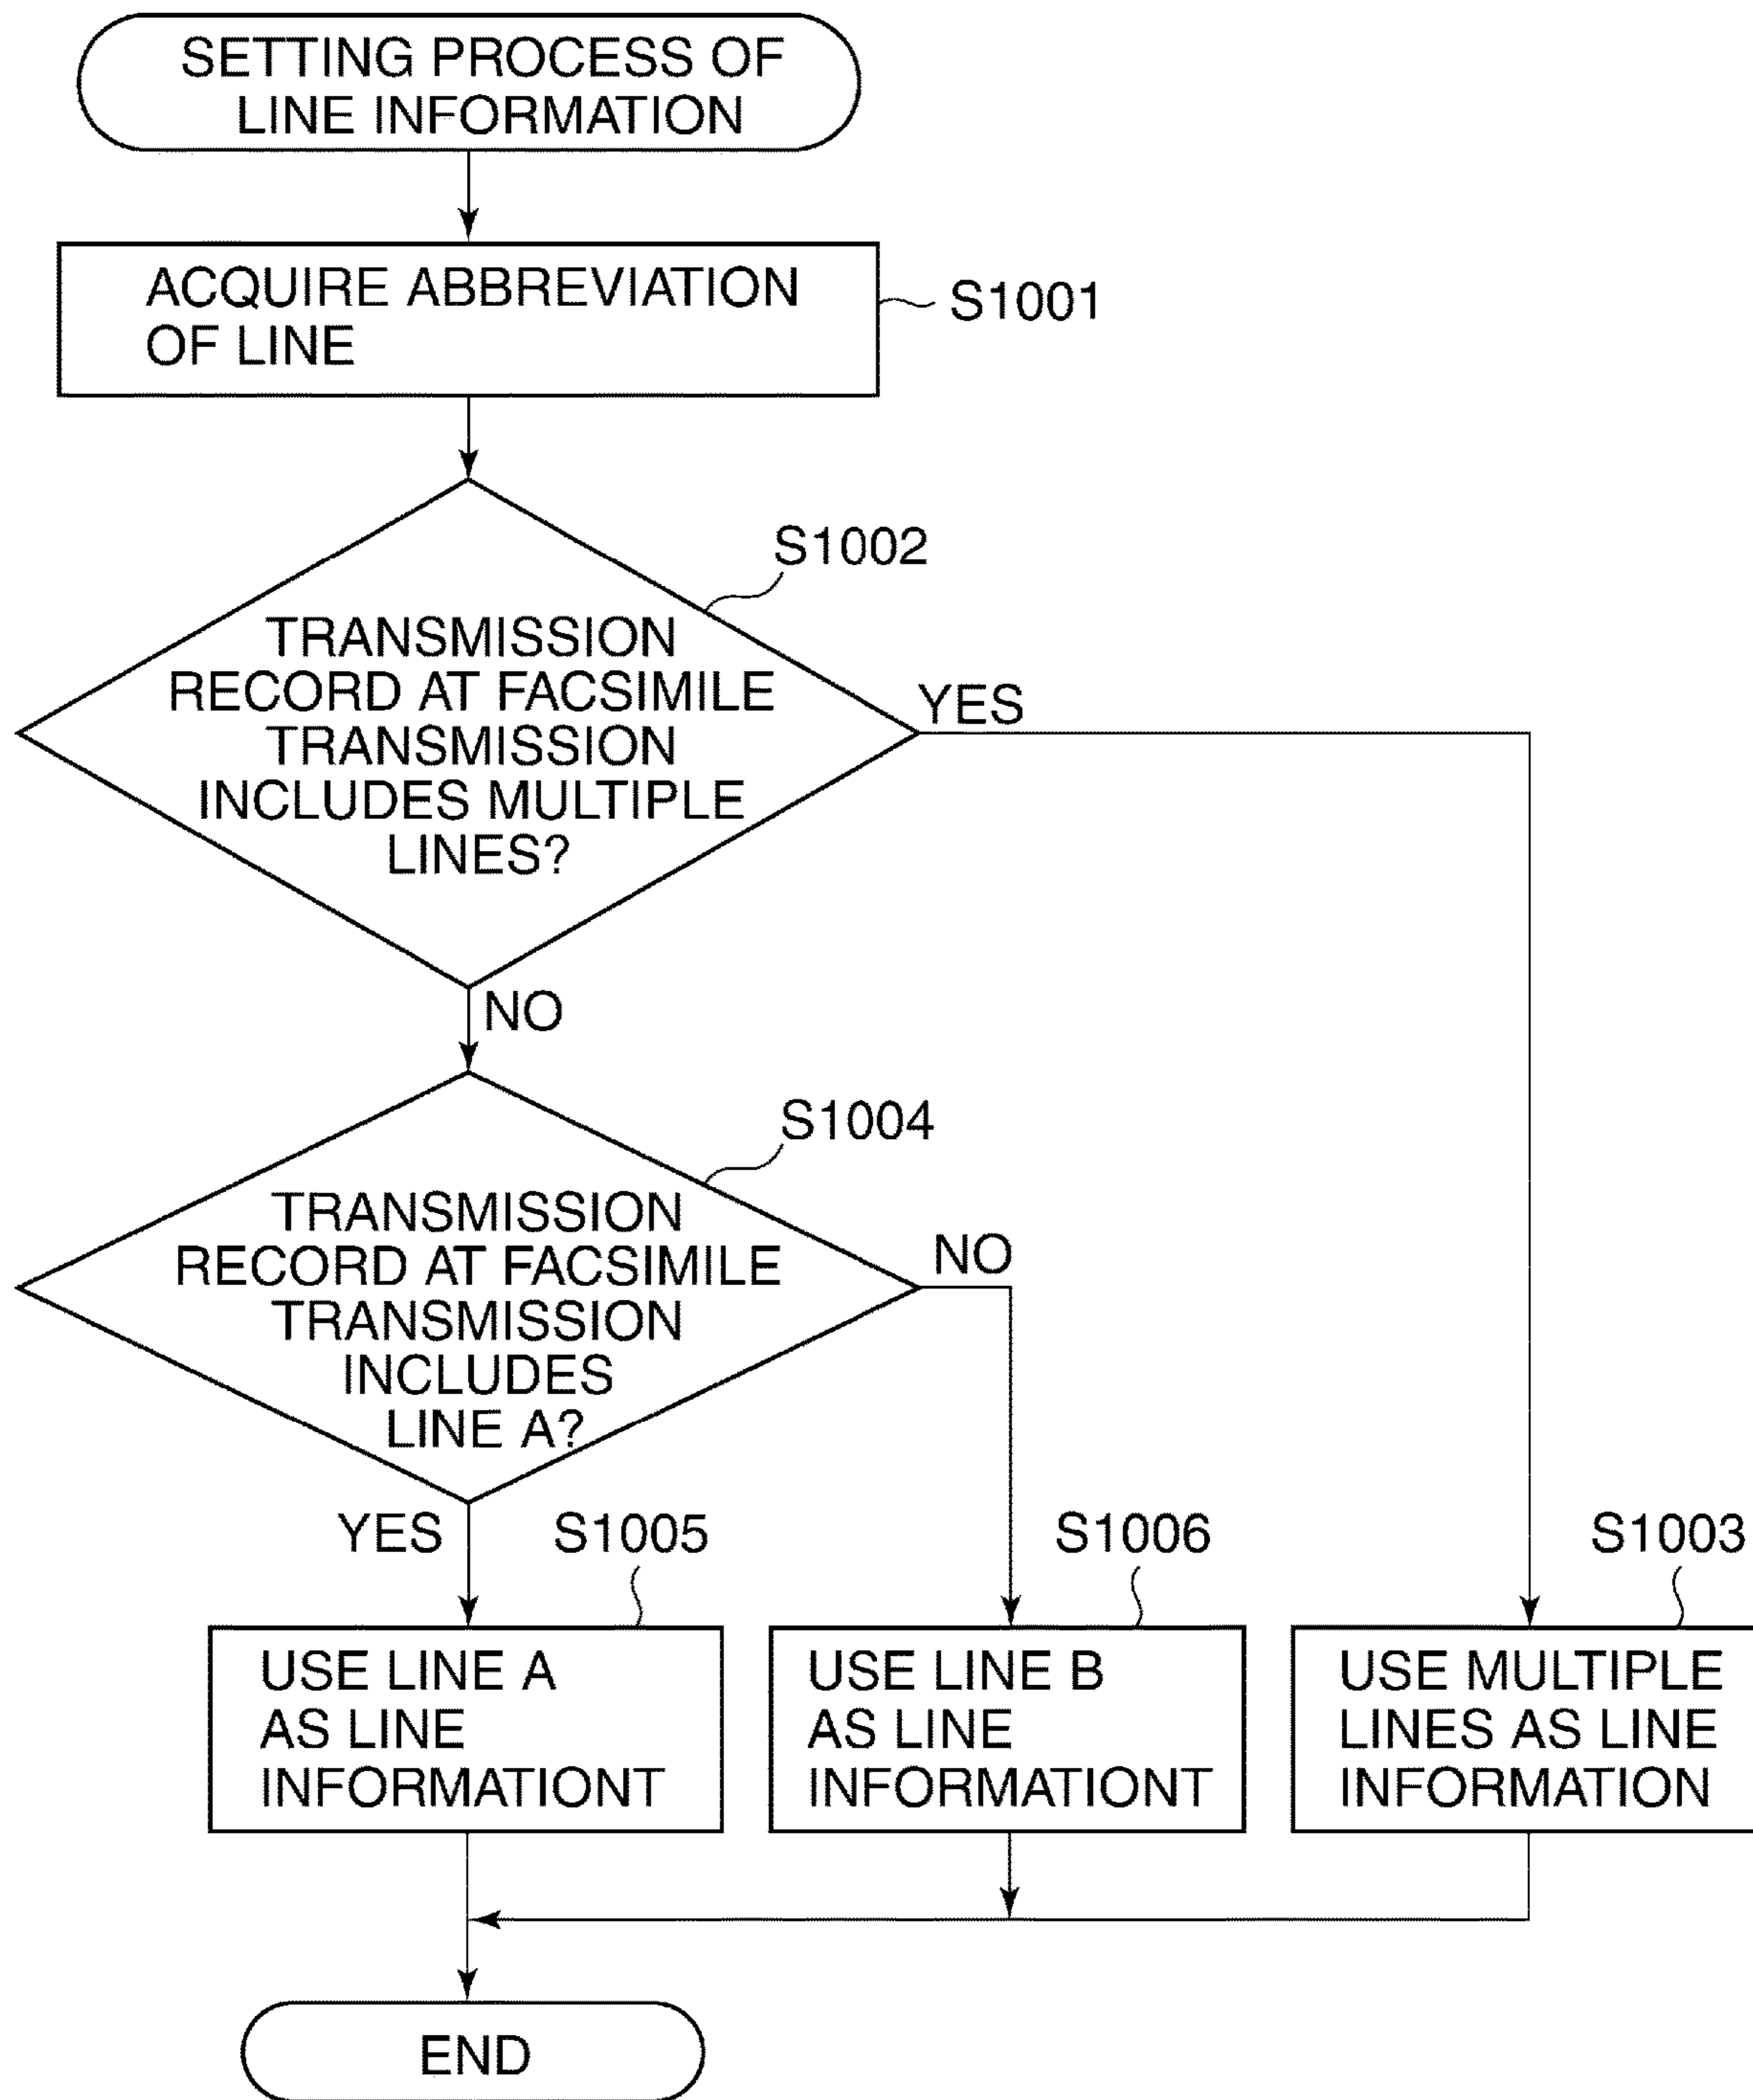 SETTING PROCESS OF
LINE INFORMATION
ACQUIRE ABBREVIATION
OF LINE
S1001
S1002
TRANSMISSION
RECORD AT FACSIMILE
TRANSMISSION
INCLUDES MULTIPLE
LINES?
YES
NO
S1004
TRANSMISSION
RECORD AT FACSIMILE
TRANSMISSION
INCLUDES
LINE A?
NO
YES
S1005
USE LINE A
AS LINE
INFORMATIONT
S1006
USE LINE B
AS LINE
INFORMATIONT
S1003
USE MULTIPLE
LINES AS LINE
INFORMATION
END